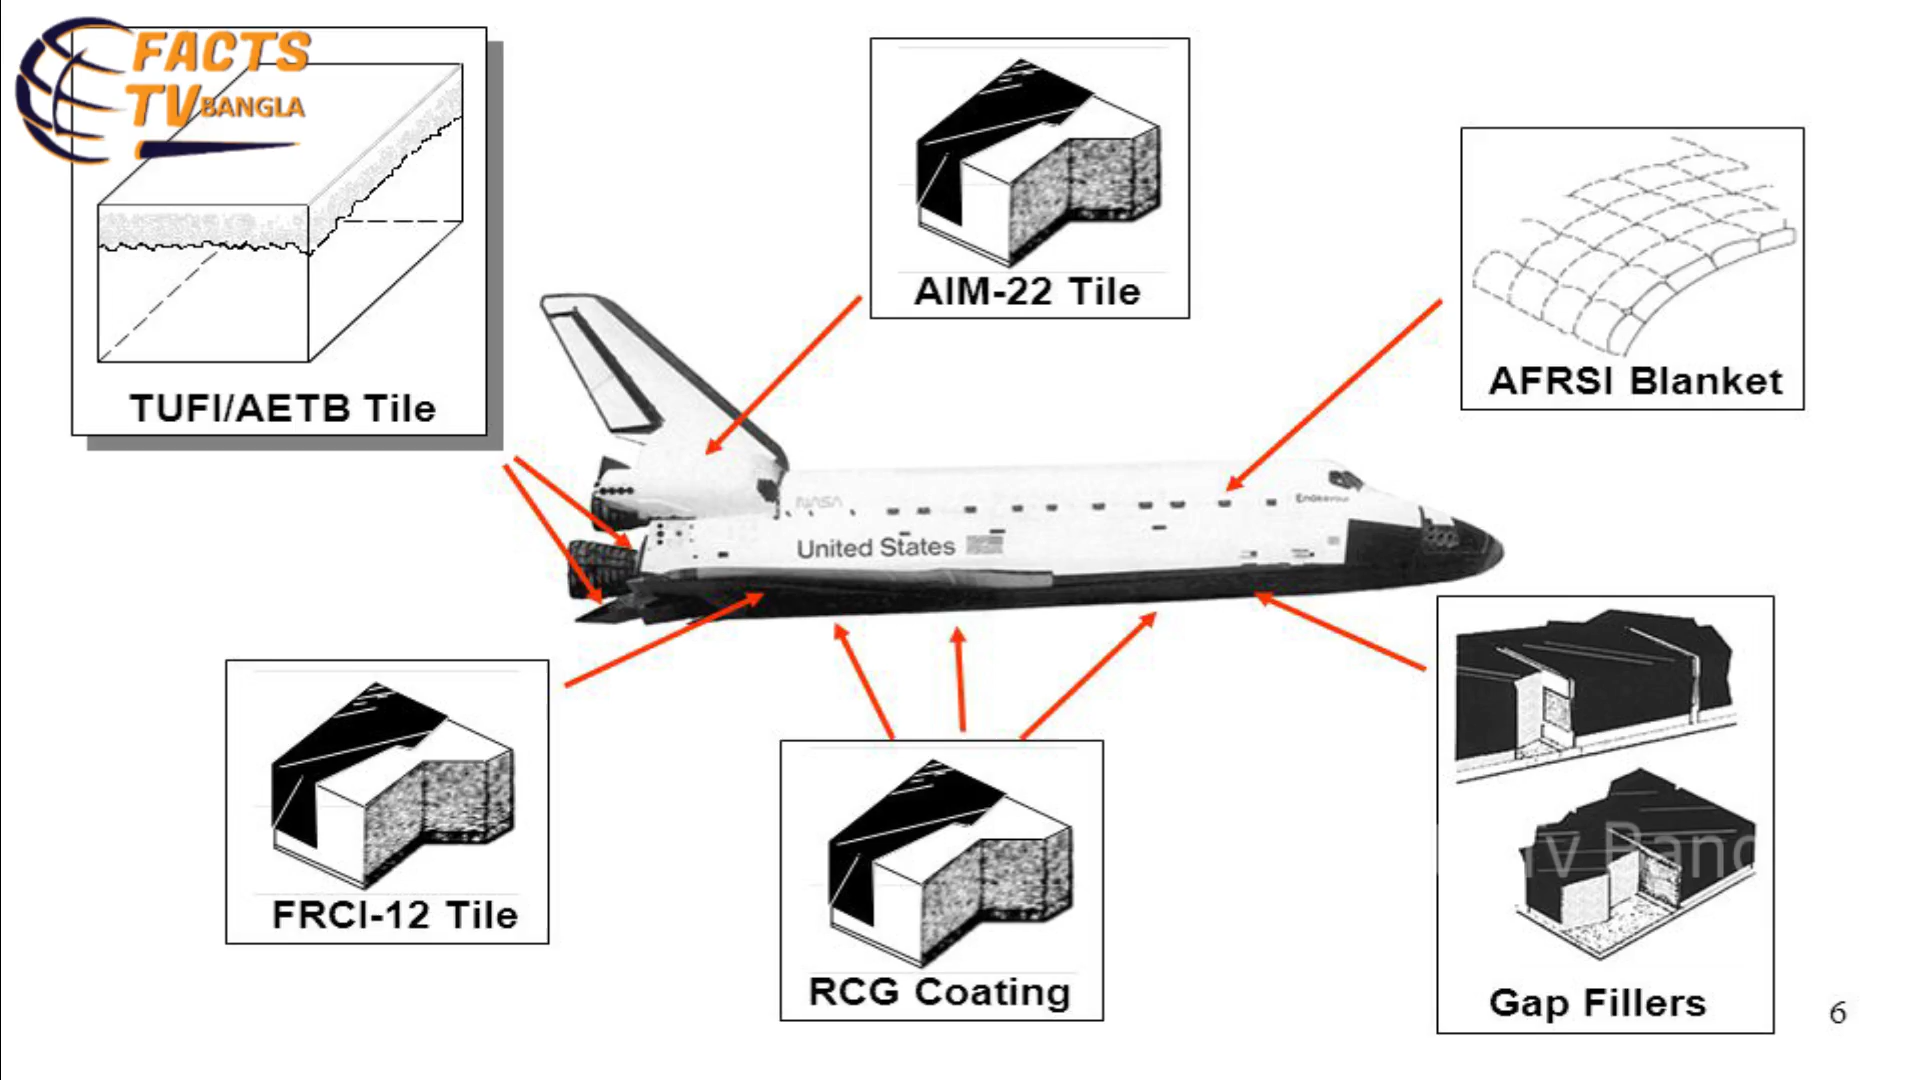 FACTS
TV BANGLA
AIM-22 Tile
AFRSI Blanket
TUFI/AETB Tile
NASA
Endeavour
United States
FRCI-12 Tile
RCG Coating
Gap Fillers
6